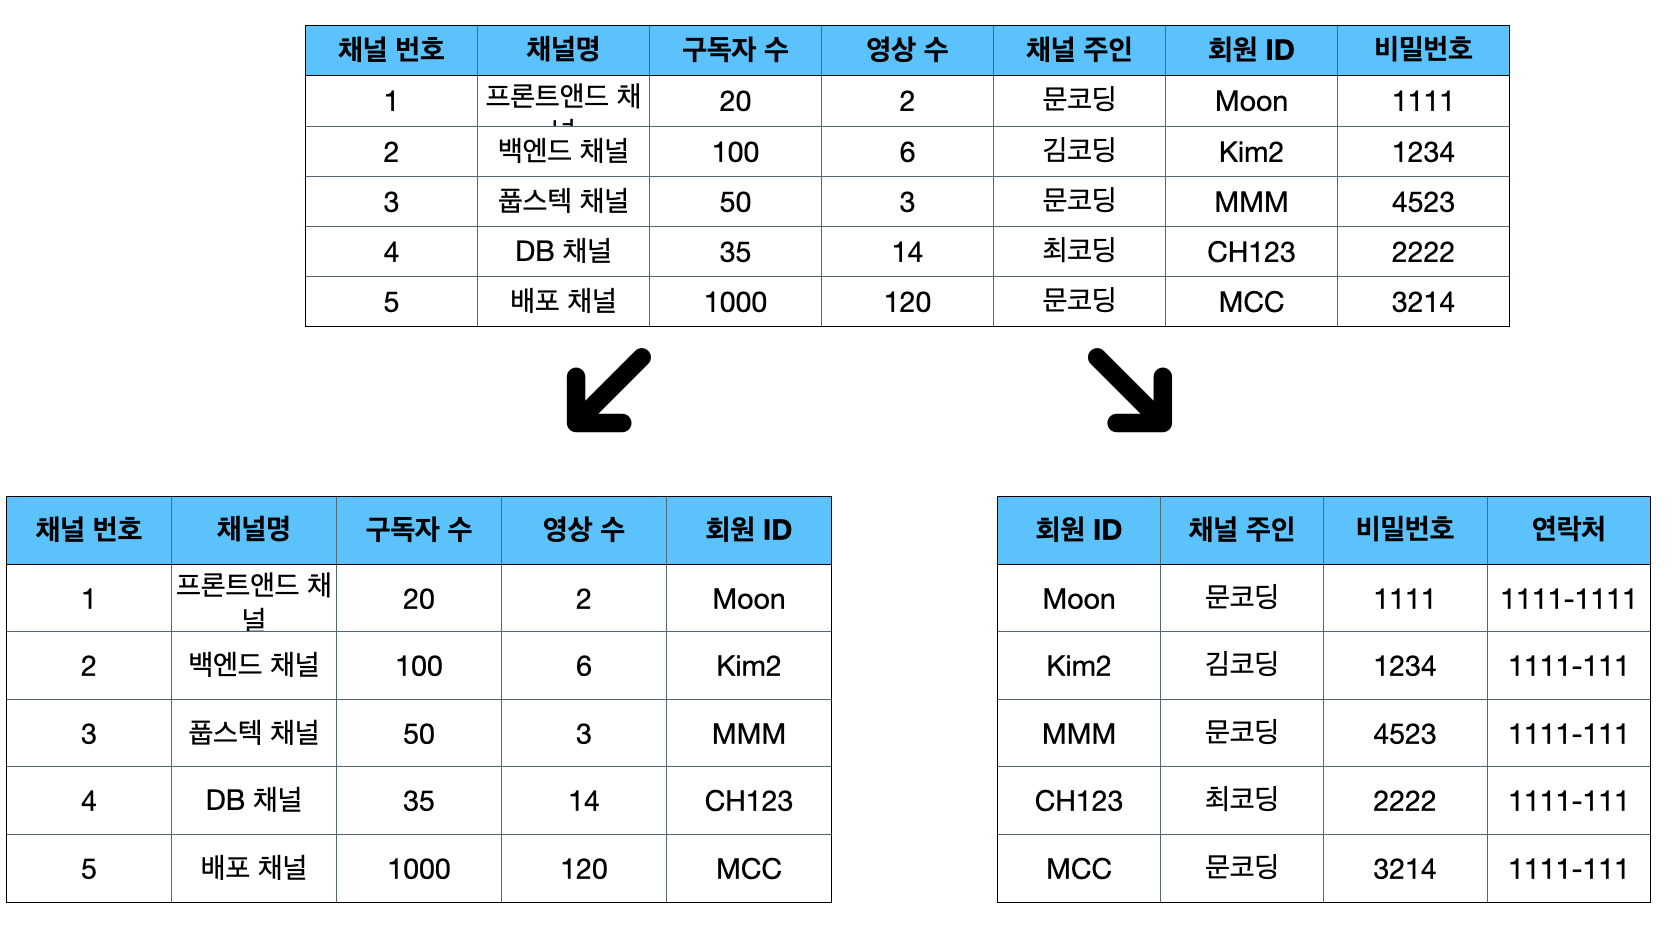 채널 번호 채널명 구독자 수 영상 수 채널 주인 회원 ID 비밀번호
1 프론트앤드 채널 20 2 문코딩 Moon 1111
2 백엔드 채널 100 6 김코딩 Kim2 1234
3 풉스텍 채널 50 3 문코딩 MMM 4523
4 DB 채널 35 14 최코딩 CH123 2222
5 배포 채널 1000 120 문코딩 MCC 3214
채널 번호 채널명 구독자 수 영상 수 회원 ID
1 프론트앤드 채널 20 2 Moon
2 백엔드 채널 100 6 Kim2
3 풉스텍 채널 50 3 MMM
4 DB 채널 35 14 CH123
5 배포 채널 1000 120 MCC
회원 ID 채널 주인 비밀번호 연락처
Moon 문코딩 1111 1111-1111
Kim2 김코딩 1234 1111-111
MMM 문코딩 4523 1111-111
CH123 최코딩 2222 1111-111
MCC 문코딩 3214 1111-111